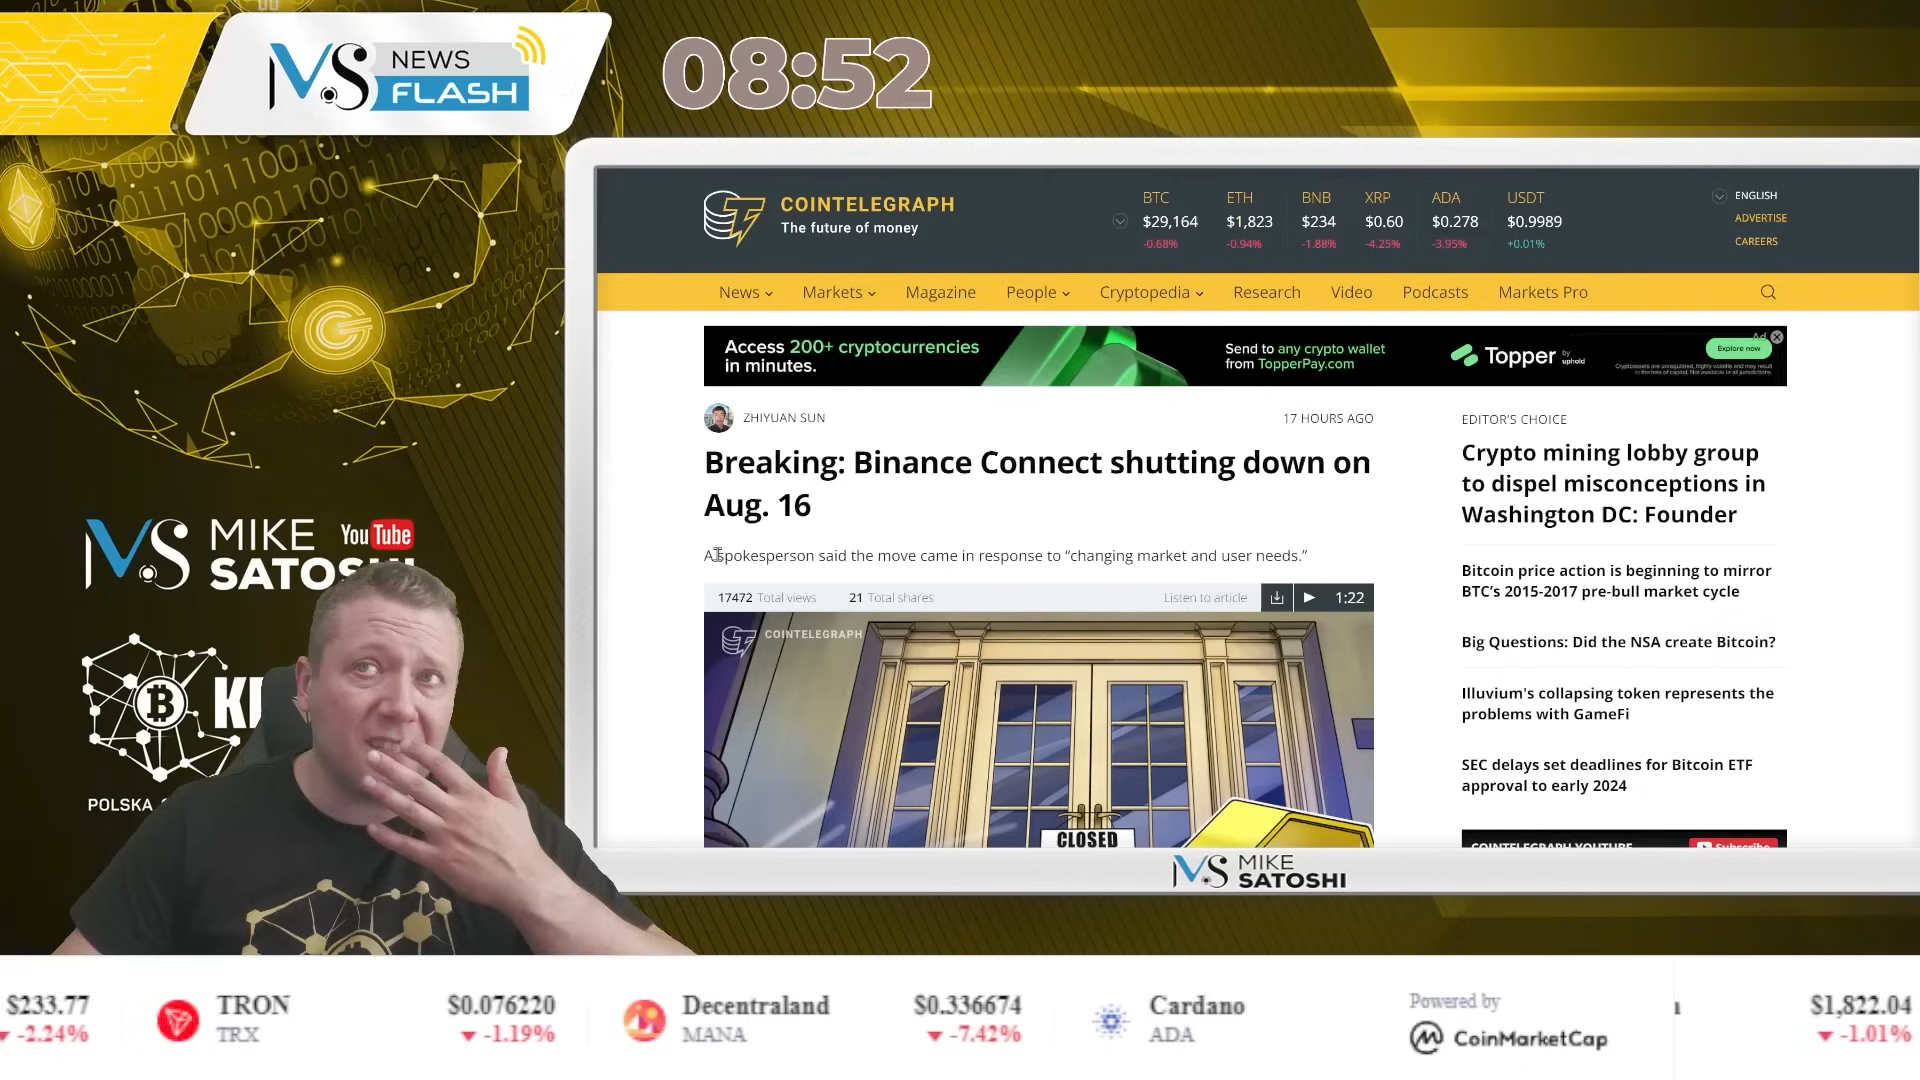 MS NEWS FLASH
08:52
COINTELEGRAPH
The future of money
BTC
$29,164
-0.68%
ETH
$1,823
-0.94%
BNB
$234
-1.88%
XRP
$0.60
-4.25%
ADA
$0.278
-3.95%
USDT
$0.9989
+0.01%
ENGLISH
ADVERTISE
CAREERS
News Markets Magazine People Cryptopedia Research Video Podcasts Markets Pro
Access 200+ cryptocurrencies
in minutes.
Send to any crypto wallet
from TopperPay.com
Topper by uphold
Ad
Explore now
ZHIYUAN SUN
17 HOURS AGO
Breaking: Binance Connect shutting down on
Aug. 16
A spokesperson said the move came in response to “changing market and user needs.”
17472 Total views
21 Total shares
Listen to article
1:22
COINTELEGRAPH
CLOSED
EDITOR’S CHOICE
Crypto mining lobby group
to dispel misconceptions in
Washington DC: Founder
Bitcoin price action is beginning to mirror
BTC’s 2015-2017 pre-bull market cycle
Big Questions: Did the NSA create Bitcoin?
Illuvium's collapsing token represents the
problems with GameFi
SEC delays set deadlines for Bitcoin ETF
approval to early 2024
COINTELEGRAPH YOUTUBE
Subscribe
MS MIKE
SATOSHI
YouTube
MS MIKE
SATOSHI
POLSKA
$233.77
-2.24%
TRON
TRX
$0.076220
-1.19%
Decentraland
MANA
$0.336674
-7.42%
Cardano
ADA
Powered by
CoinMarketCap
$1,822.04
-1.01%